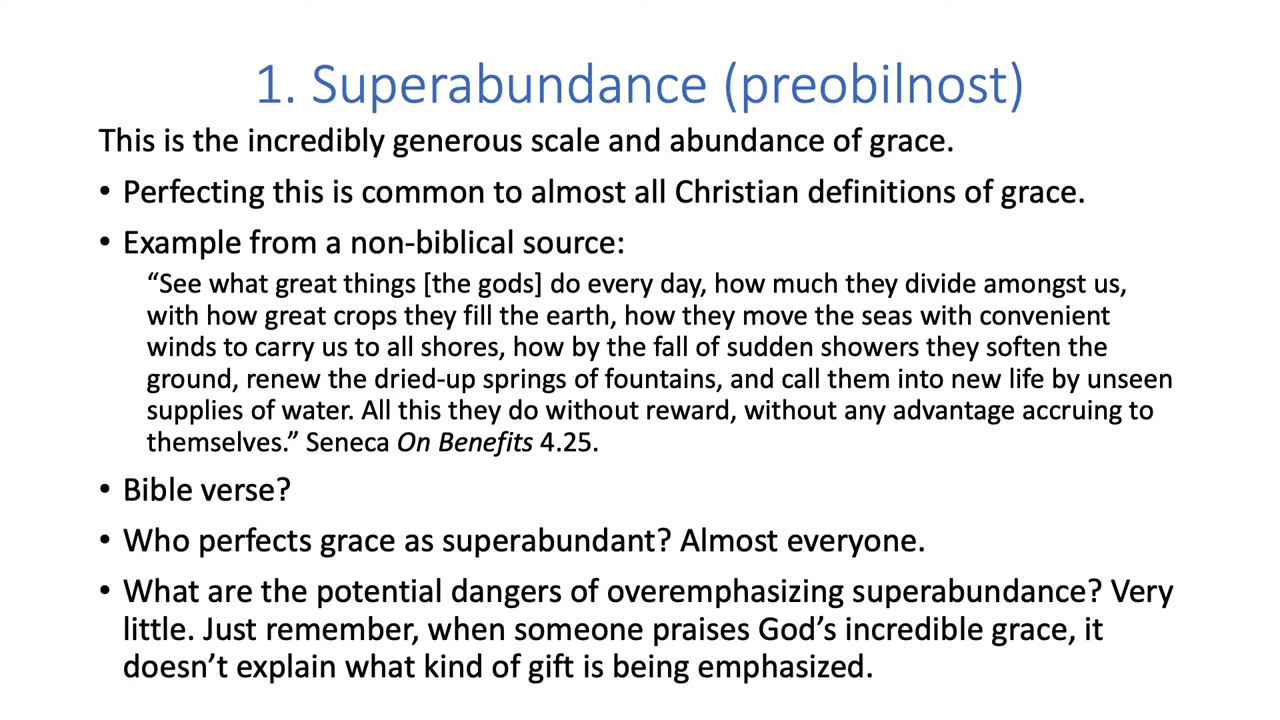 1. Superabundance (preobilnost)
This is the incredibly generous scale and abundance of grace.
• Perfecting this is common to almost all Christian definitions of grace.
• Example from a non-biblical source:
“See what great things [the gods] do every day, how much they divide amongst us,
with how great crops they fill the earth, how they move the seas with convenient
winds to carry us to all shores, how by the fall of sudden showers they soften the
ground, renew the dried-up springs of fountains, and call them into new life by unseen
supplies of water. All this they do without reward, without any advantage accruing to
themselves.” Seneca On Benefits 4.25.
• Bible verse?
• Who perfects grace as superabundant? Almost everyone.
• What are the potential dangers of overemphasizing superabundance? Very
little. Just remember, when someone praises God’s incredible grace, it
doesn’t explain what kind of gift is being emphasized.